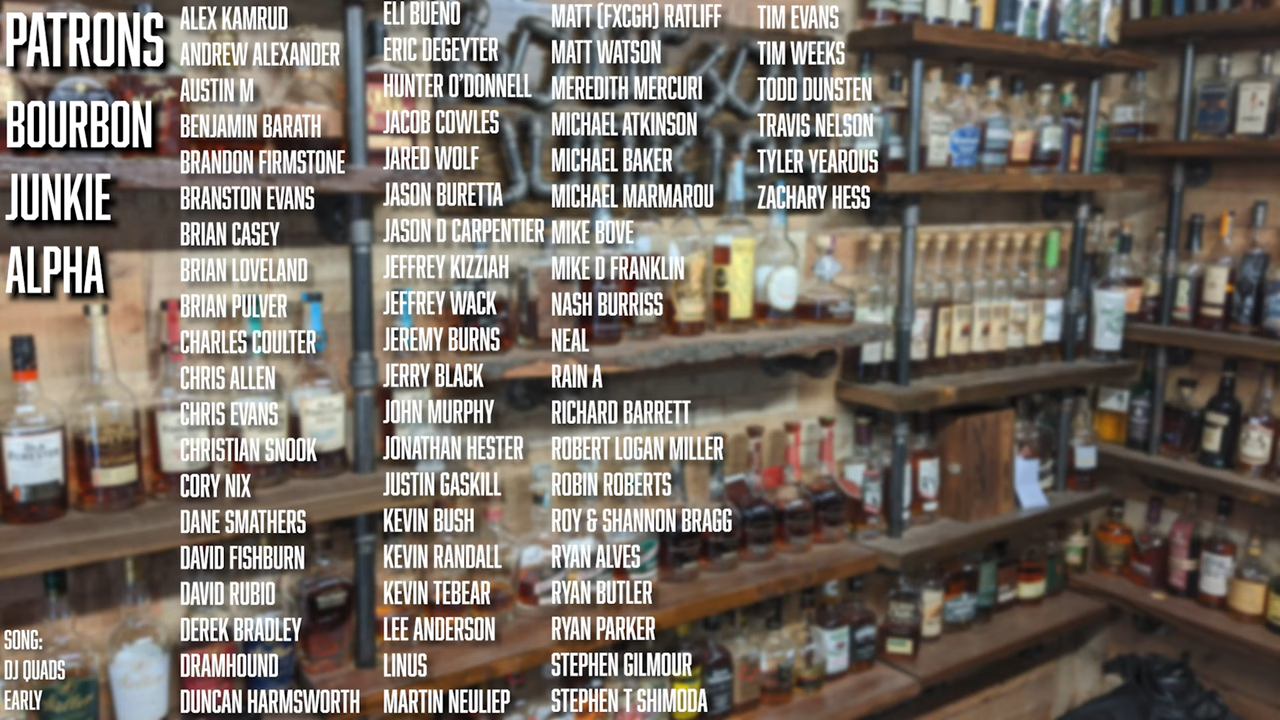 PATRONS
BOURBON
JUNKIE
ALPHA
SONG:
DJ QUADS
EARLY
ALEX KAMRUD
ANDREW ALEXANDER
AUSTIN M
BENJAMIN BARATH
BRANDON FIRMSTONE
BRANSTON EVANS
BRIAN CASEY
BRIAN LOVELAND
BRIAN PULVER
CHARLES COULTER
CHRIS ALLEN
CHRIS EVANS
CHRISTIAN SNOOK
CORY NIX
DANE SMATHERS
DAVID FISHBURN
DAVID RUBIO
DEREK BRADLEY
DRAMHOUND
DUNCAN HARMSWORTH
ELI BUENO
ERIC DEGEYTER
HUNTER O'DONNELL
JACOB COWLES
JARED WOLF
JASON BURETTA
JASON D CARPENTIER
JEFFREY KIZZIAH
JEFFREY WACK
JEREMY BURNS
JERRY BLACK
JOHN MURPHY
JONATHAN HESTER
JUSTIN GASKILL
KEVIN BUSH
KEVIN RANDALL
KEVIN TEBEAR
LEE ANDERSON
LINUS
MARTIN NEULIEP
MATT (FXCGH) RATLIFF
MATT WATSON
MEREDITH MERCURI
MICHAEL ATKINSON
MICHAEL BAKER
MICHAEL MARMAROU
MIKE BOVE
MIKE D FRANKLIN
NASH BURRISS
NEAL
RAIN A
RICHARD BARRETT
ROBERT LOGAN MILLER
ROBIN ROBERTS
ROY & SHANNON BRAGG
RYAN ALVES
RYAN BUTLER
RYAN PARKER
STEPHEN GILMOUR
STEPHEN T SHIMODA
TIM EVANS
TIM WEEKS
TODD DUNSTEN
TRAVIS NELSON
TYLER YEAROUS
ZACHARY HESS